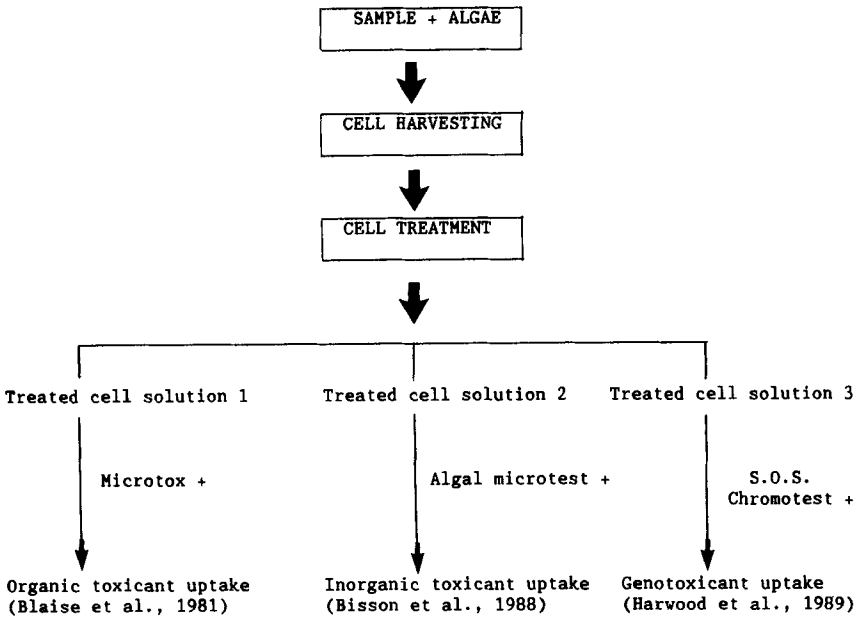 SAMPLE + ALGAE
CELL HARVESTING
CELL TREATMENT
Treated cell solution 1
Treated cell solution 2
Treated cell solution 3
Microtox +
Algal microtest +
S.O.S.
Chromotest +
Organic toxicant uptake
(Blaise et al., 1981)
Inorganic toxicant uptake
(Bisson et al., 1988)
Genotoxicant uptake
(Harwood et al., 1989)